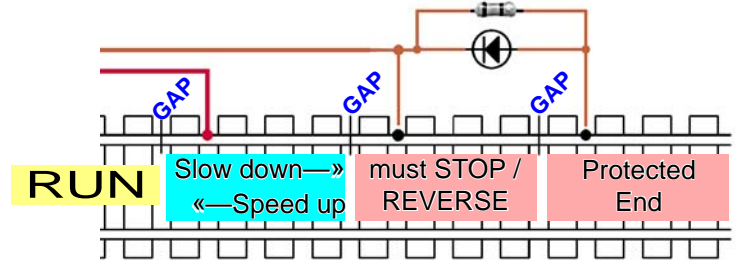 GAP
GAP
GAP
RUN
Slow down—»
«—Speed up
must STOP /
REVERSE
Protected
End